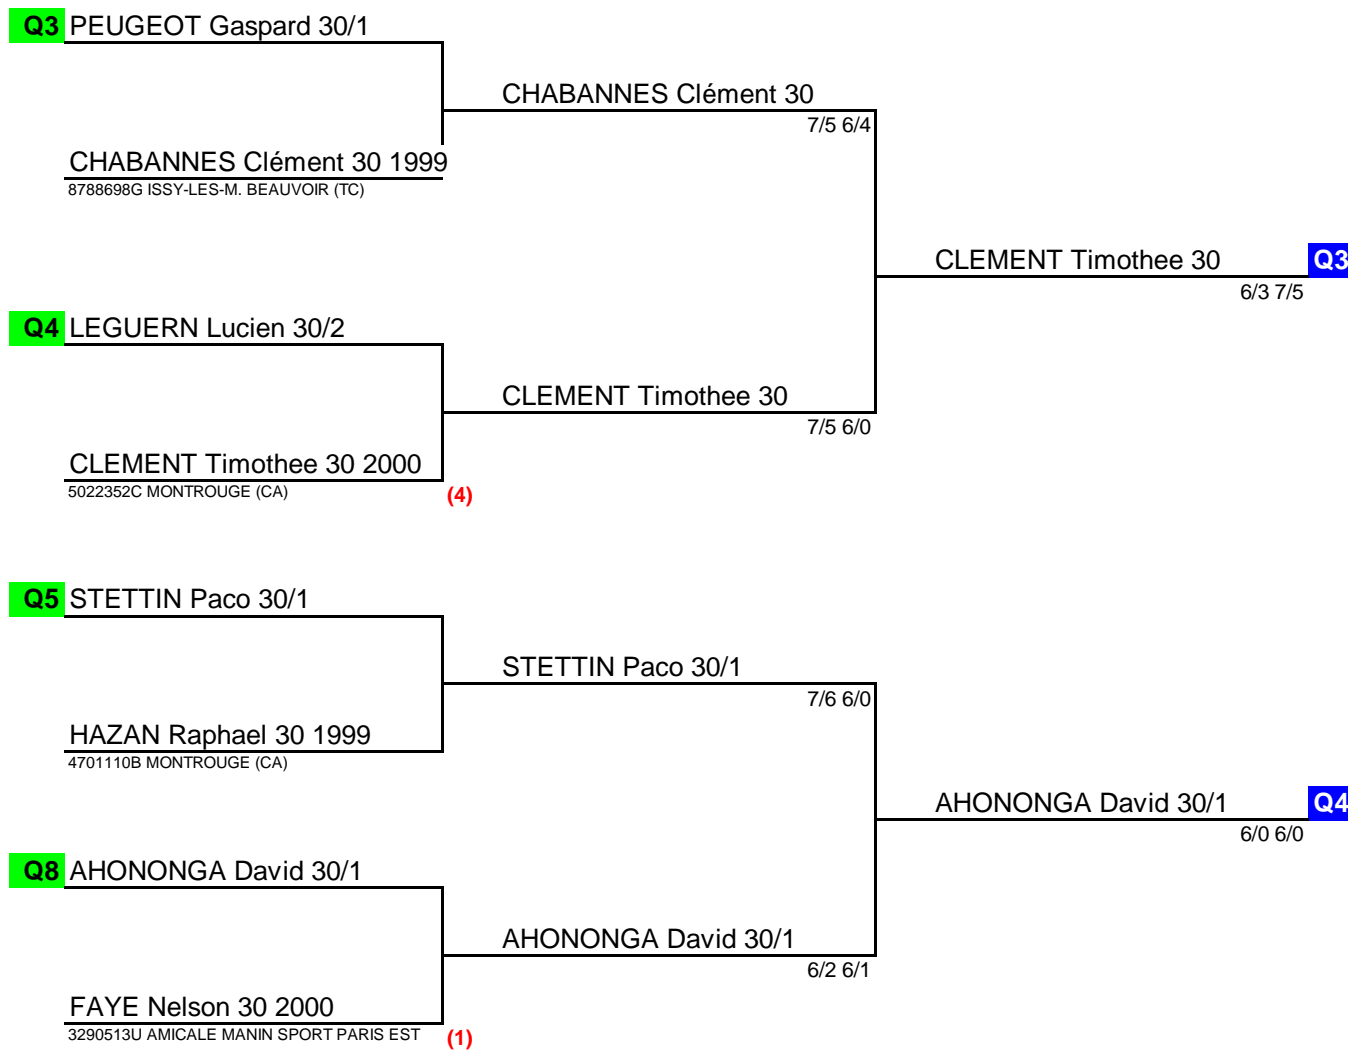 Q3 PEUGEOT Gaspard 30/1
CHABANNES Clément 30
7/5 6/4
CHABANNES Clément 30 1999
8788698G ISSY-LES-M. BEAUVOIR (TC)
CLEMENT Timothee 30 Q3
6/3 7/5
Q4 LEGUERN Lucien 30/2
CLEMENT Timothee 30
7/5 6/0
CLEMENT Timothee 30 2000
5022352C MONTROUGE (CA) (4)
Q5 STETTIN Paco 30/1
STETTIN Paco 30/1
7/6 6/0
HAZAN Raphael 30 1999
4701110B MONTROUGE (CA)
AHONONGA David 30/1 Q4
6/0 6/0
Q8 AHONONGA David 30/1
AHONONGA David 30/1
6/2 6/1
FAYE Nelson 30 2000
3290513U AMICALE MANIN SPORT PARIS EST (1)